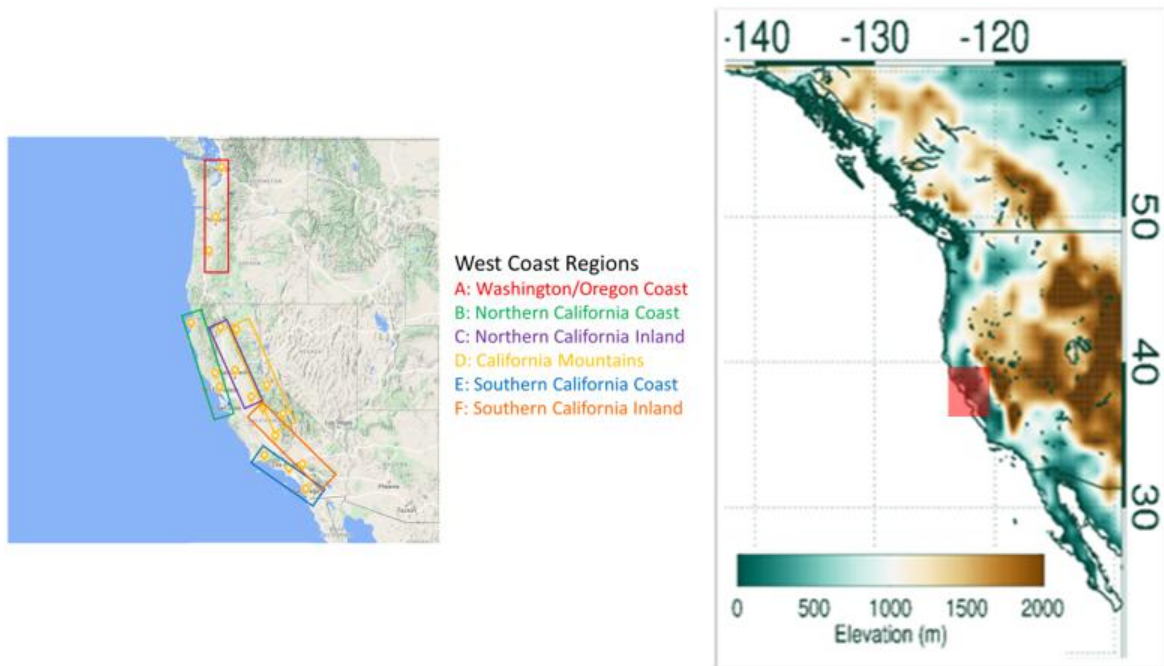 West Coast Regions
A: Washington/Oregon Coast
B: Northern California Coast
C: Northern California Inland
D: California Mountains
E: Southern California Coast
F: Southern California Inland
-140 -130 -120
50
40
30
0 500 1000 1500 2000
Elevation (m)